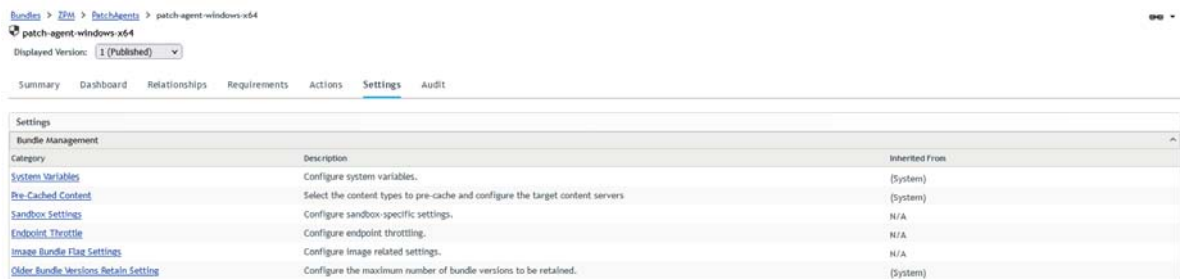 Bundles > ZPM > PatchAgents > patch-agent-windows-x64
patch-agent-windows-x64
Displayed Version: 1 (Published)
Summary Dashboard Relationships Requirements Actions Settings Audit
Settings
Bundle Management
Category Description Inherited From
System Variables Configure system variables. (System)
Pre-Cached Content Select the content types to pre-cache and configure the target content servers (System)
Sandbox Settings Configure sandbox-specific settings. N/A
Endpoint Throttle Configure endpoint throttling. N/A
Image Bundle Flag Settings Configure image related settings. N/A
Older Bundle Versions Retain Setting Configure the maximum number of bundle versions to be retained. (System)